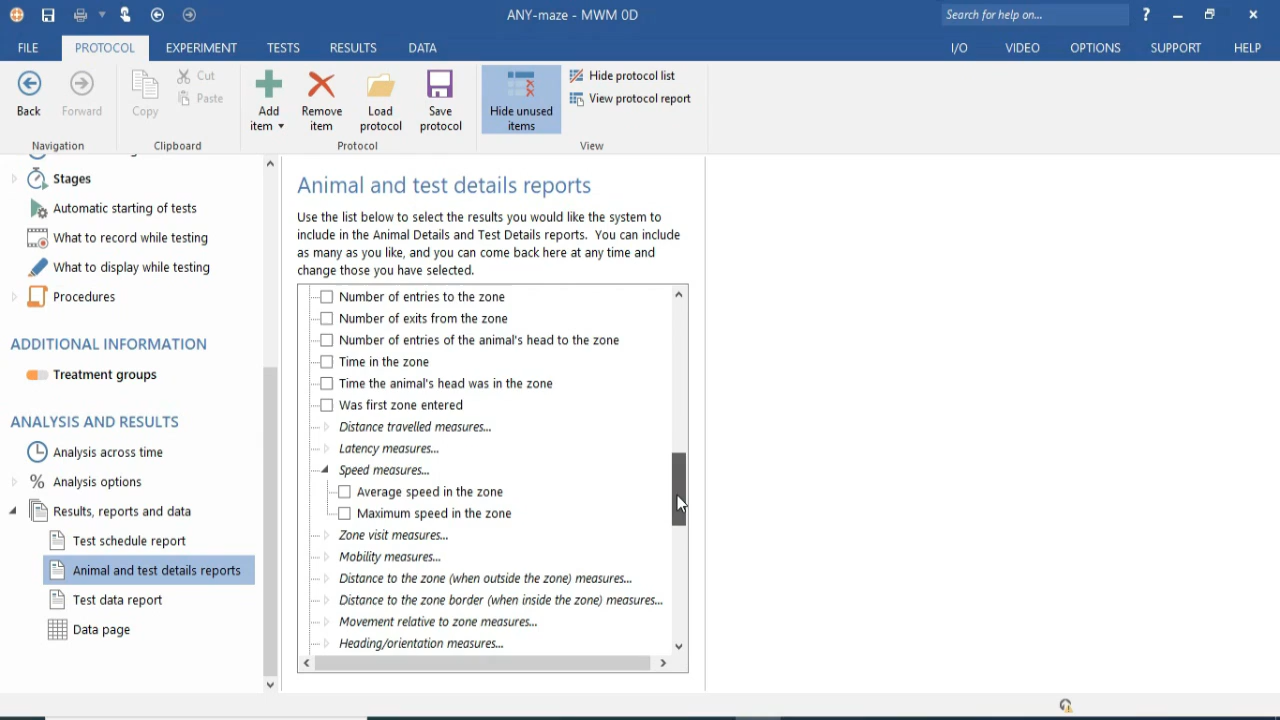 ANY-maze - MWM 0D
Search for help on...
?
FILE
PROTOCOL
EXPERIMENT
TESTS
RESULTS
DATA
I/O
VIDEO
OPTIONS
SUPPORT
HELP
Back
Forward
Navigation
Copy
Cut
Paste
Clipboard
Add
item
Remove
item
Load
protocol
Save
protocol
Protocol
Hide unused
items
Hide protocol list
View protocol report
View
Stages
Automatic starting of tests
What to record while testing
What to display while testing
Procedures
ADDITIONAL INFORMATION
Treatment groups
ANALYSIS AND RESULTS
Analysis across time
% Analysis options
Results, reports and data
Test schedule report
Animal and test details reports
Test data report
Data page
Animal and test details reports
Use the list below to select the results you would like the system to
include in the Animal Details and Test Details reports. You can include
as many as you like, and you can come back here at any time and
change those you have selected.
Number of entries to the zone
Number of exits from the zone
Number of entries of the animal's head to the zone
Time in the zone
Time the animal's head was in the zone
Was first zone entered
Distance travelled measures...
Latency measures...
Speed measures...
Average speed in the zone
Maximum speed in the zone
Zone visit measures...
Mobility measures...
Distance to the zone (when outside the zone) measures...
Distance to the zone border (when inside the zone) measures...
Movement relative to zone measures...
Heading/orientation measures...